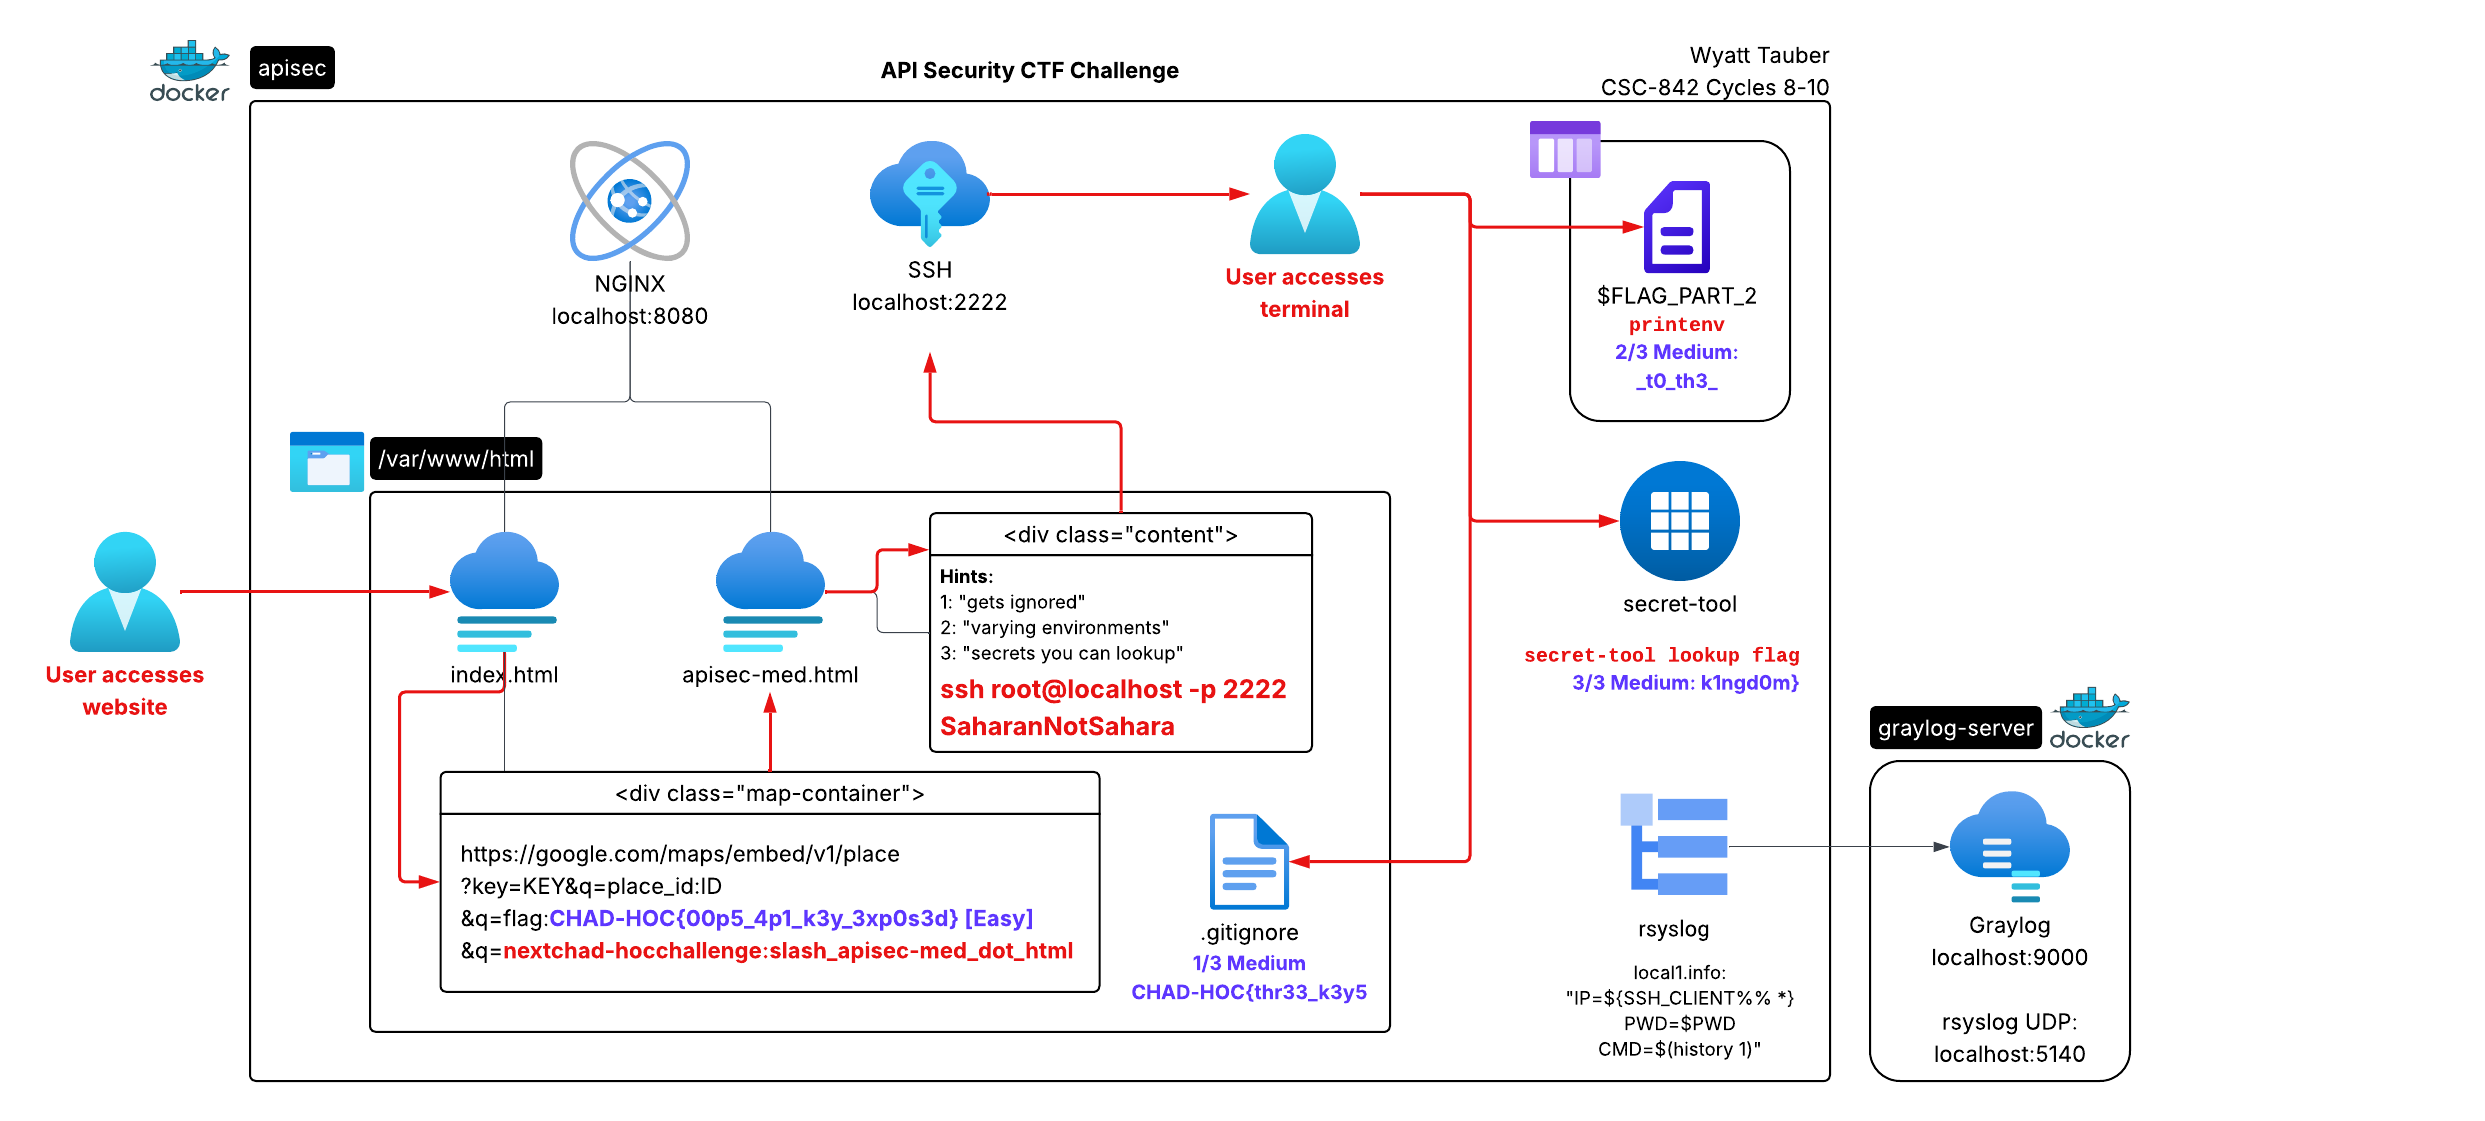 docker
apisec
API Security CTF Challenge
Wyatt Tauber
CSC-842 Cycles 8-10
NGINX
localhost:8080
SSH
localhost:2222
User accesses
terminal
$FLAG_PART_2
printenv
2/3 Medium:
_t0_th3_
/var/www/html
User accesses
website
index.html
apisec-med.html
<div class="content">
Hints:
1: "gets ignored"
2: "varying environments"
3: "secrets you can lookup"
ssh root@localhost -p 2222
SaharanNotSahara
secret-tool
secret-tool lookup flag
3/3 Medium: k1ngd0m}
<div class="map-container">
https://google.com/maps/embed/v1/place
?key=KEY&q=place_id:ID
&q=flag:CHAD-HOC{00p5_4p1_k3y_3xp0s3d} [Easy]
&q=nextchad-hocchallenge:slash_apisec-med_dot_html
.gitignore
1/3 Medium
CHAD-HOC{thr33_k3y5
rsyslog
local1.info:
"IP=${SSH_CLIENT%% *}
PWD=$PWD
CMD=$(history 1)"
graylog-server
docker
Graylog
localhost:9000
rsyslog UDP:
localhost:5140